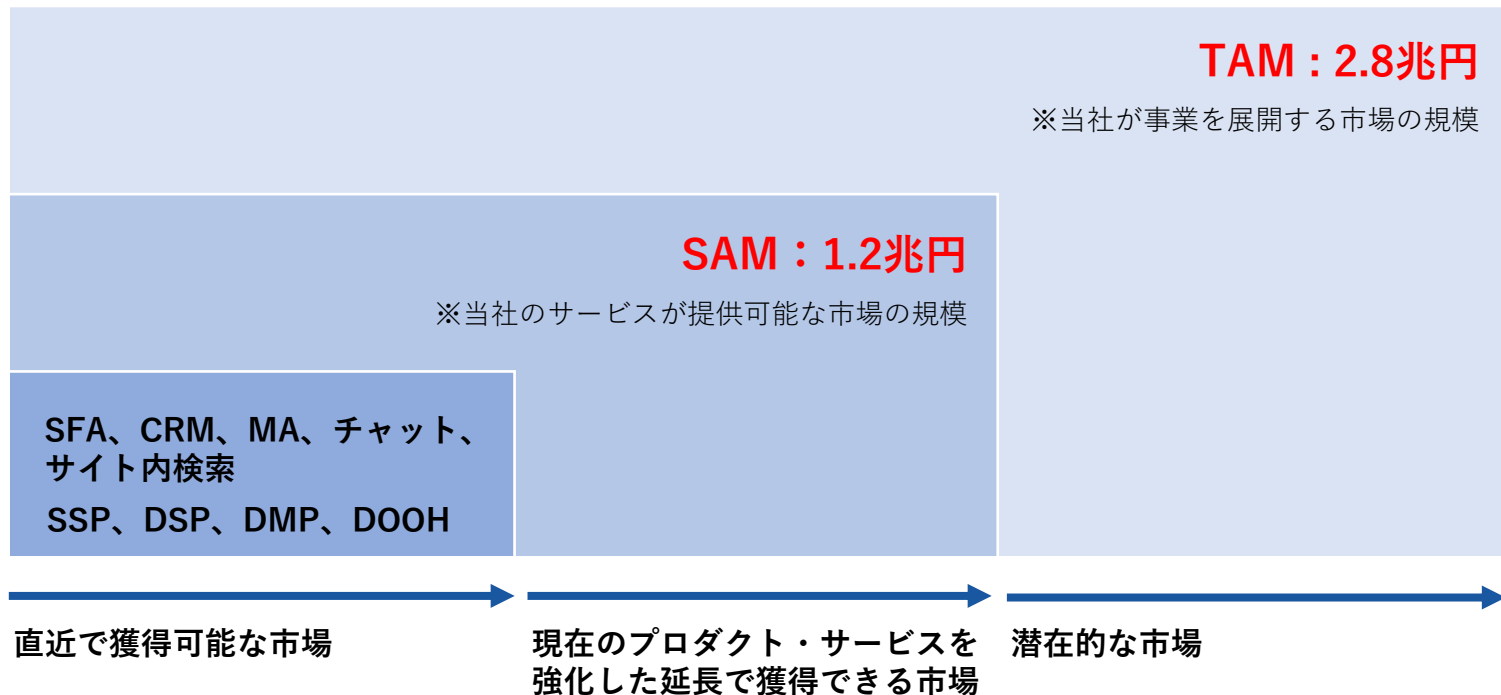 TAM：2.8兆円
※当社が事業を展開する市場の規模
SAM：1.2兆円
※当社のサービスが提供可能な市場の規模
SFA、CRM、MA、チャット、
サイト内検索
SSP、DSP、DMP、DOOH
直近で獲得可能な市場
現在のプロダクト・サービスを
強化した延長で獲得できる市場
潜在的な市場